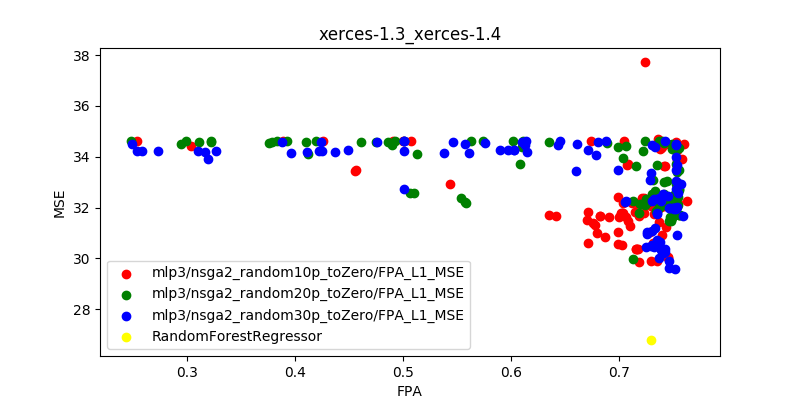 xerces-1.3_xerces-1.4
MSE
38
36
34
32
30
28
mlp3/nsga2_random10p_toZero/FPA_L1_MSE
mlp3/nsga2_random20p_toZero/FPA_L1_MSE
mlp3/nsga2_random30p_toZero/FPA_L1_MSE
RandomForestRegressor
0.3 0.4 0.5 0.6 0.7
FPA